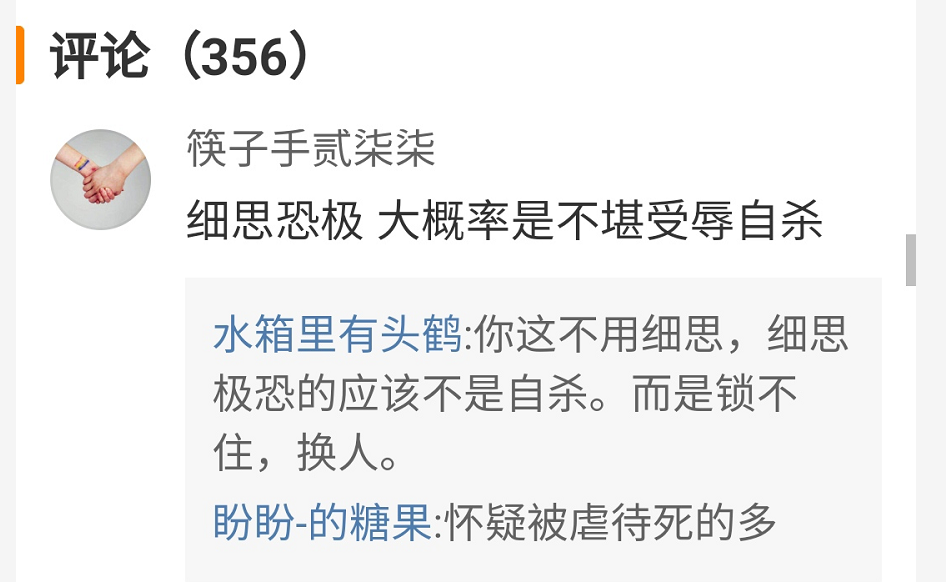 评论（356）
筷子手贰柒柒
细思恐极 大概率是不堪受辱自杀
水箱里有头鹤:你这不用细思，细思
极恐的应该不是自杀。而是锁不
住，换人。
盼盼-的糖果:怀疑被虐待死的多